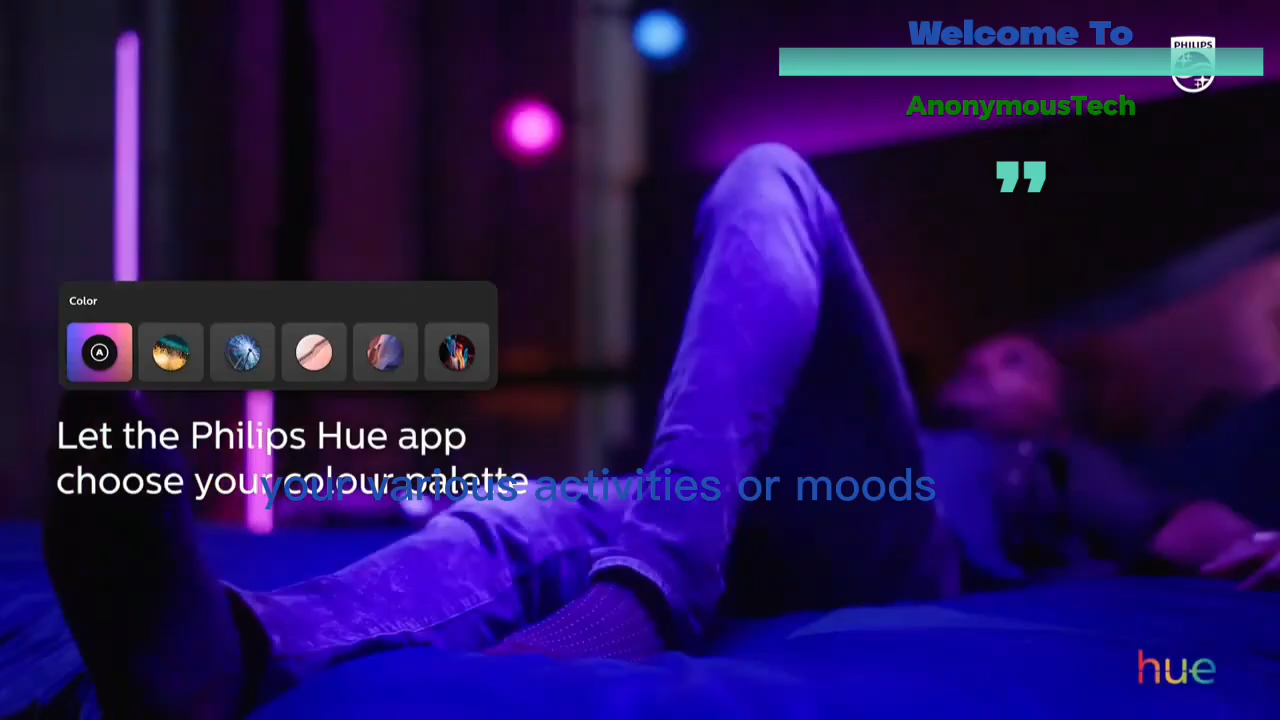 Welcome To
PHILIPS
AnonymousTech
”
Color
A
Let the Philips Hue app
choose your colour palette
your various activities or moods
hue